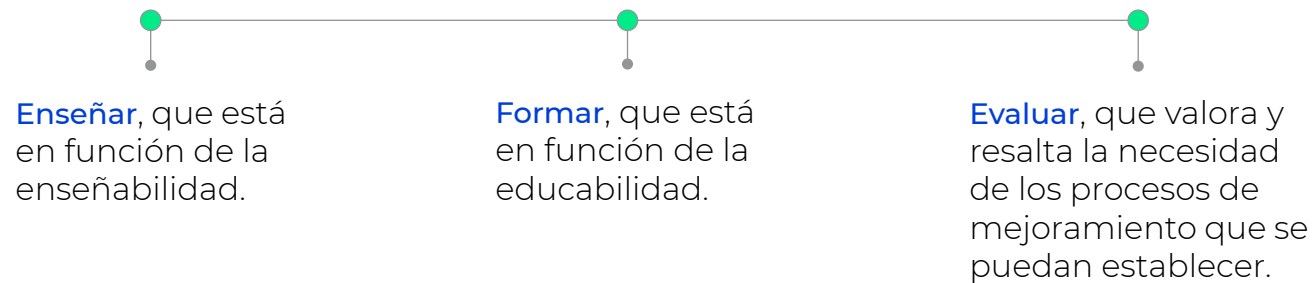 Enseñar, que está
en función de la
enseñabilidad.
Formar, que está
en función de la
educabilidad.
Evaluar, que valora y
resalta la necesidad
de los procesos de
mejoramiento que se
puedan establecer.